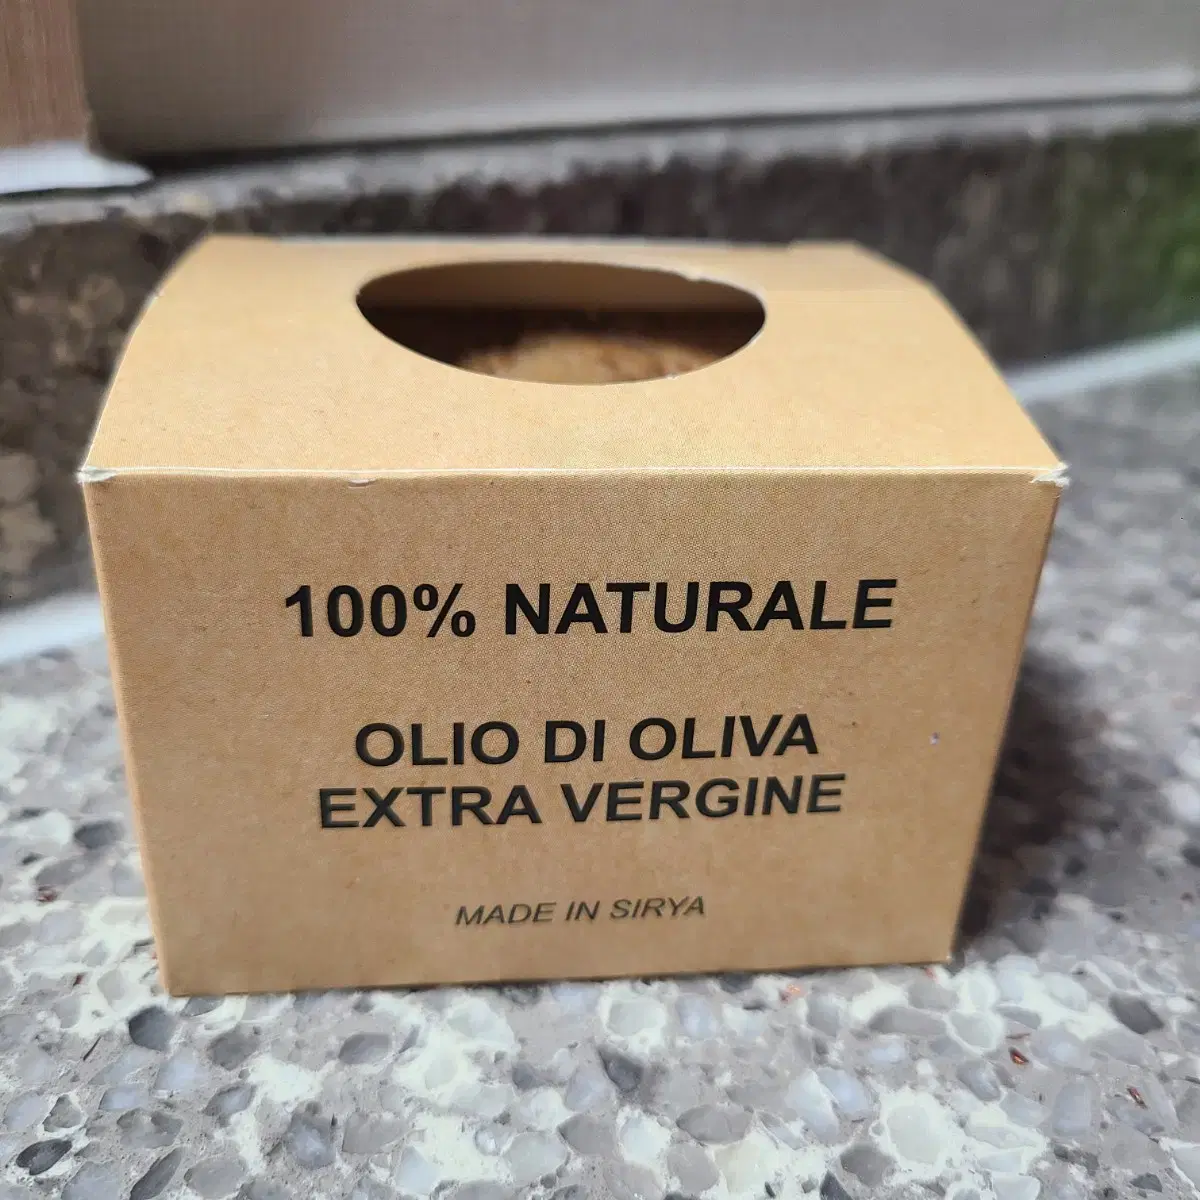 100% NATURALE
OLIO DI OLIVA
EXTRA VERGINE
MADE IN SIRYA